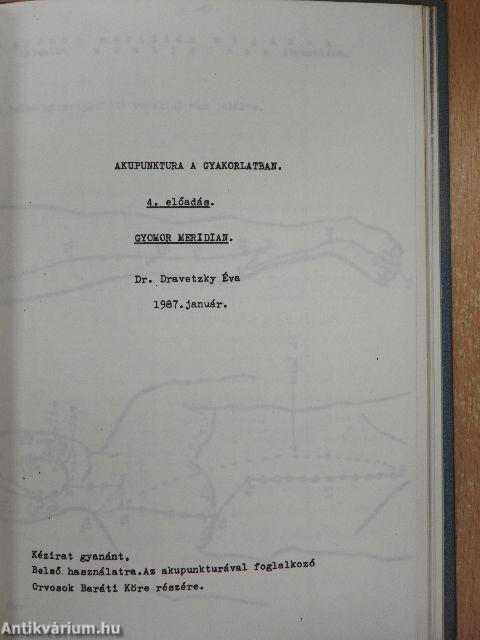 AKUPUNKTURA A GYAKORLATBAN.
4. előadás.
GYOMOR MERIDIAN.
Dr. Dravetzky Éva
1987.január.
Kézirat gyanánt.
Belső használatra.Az akupunkturával foglalkozó
Orvosok Baráti Köre részére.
Antikvárium.hu